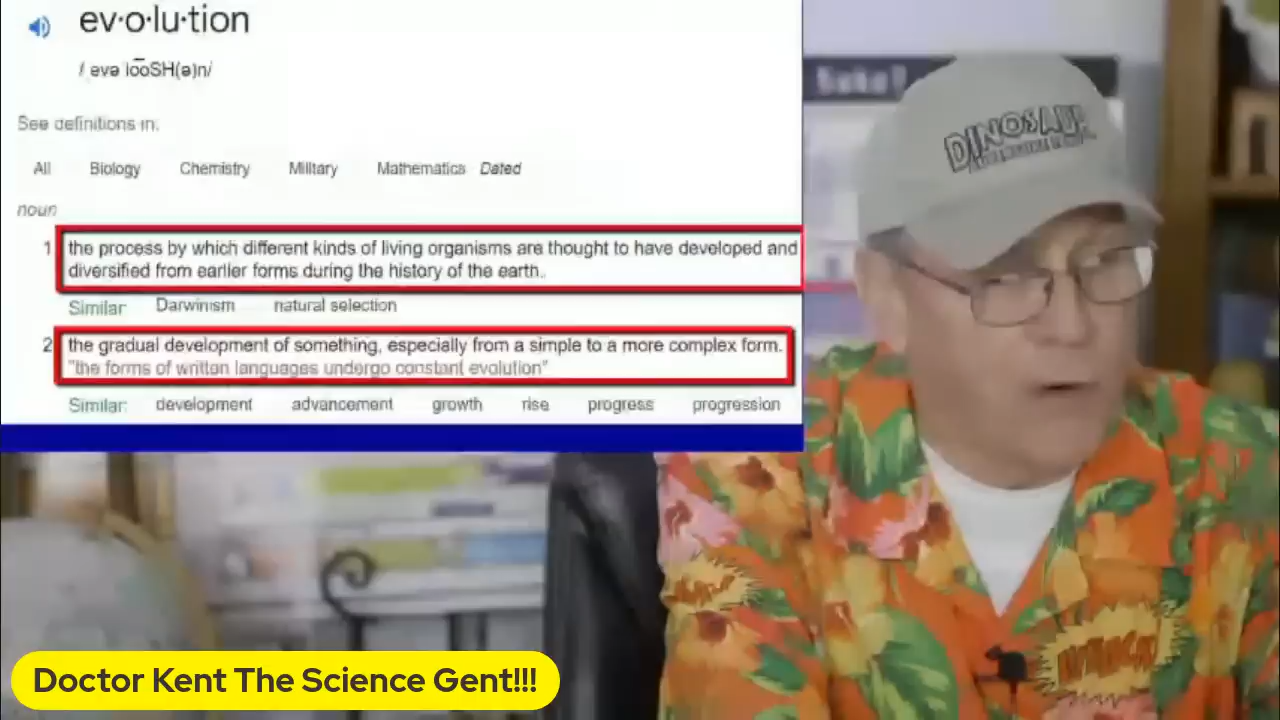 ev·o·lu·tion
/ˌevəˈlo͞oSH(ə)n/
See definitions in:
All Biology Chemistry Military Mathematics Dated
noun
1 the process by which different kinds of living organisms are thought to have developed and
diversified from earlier forms during the history of the earth.
Similar: Darwinism natural selection
2 the gradual development of something, especially from a simple to a more complex form.
"the forms of written languages undergo constant evolution"
Similar: development advancement growth rise progress progression
DINOSAUR
Doctor Kent The Science Gent!!!